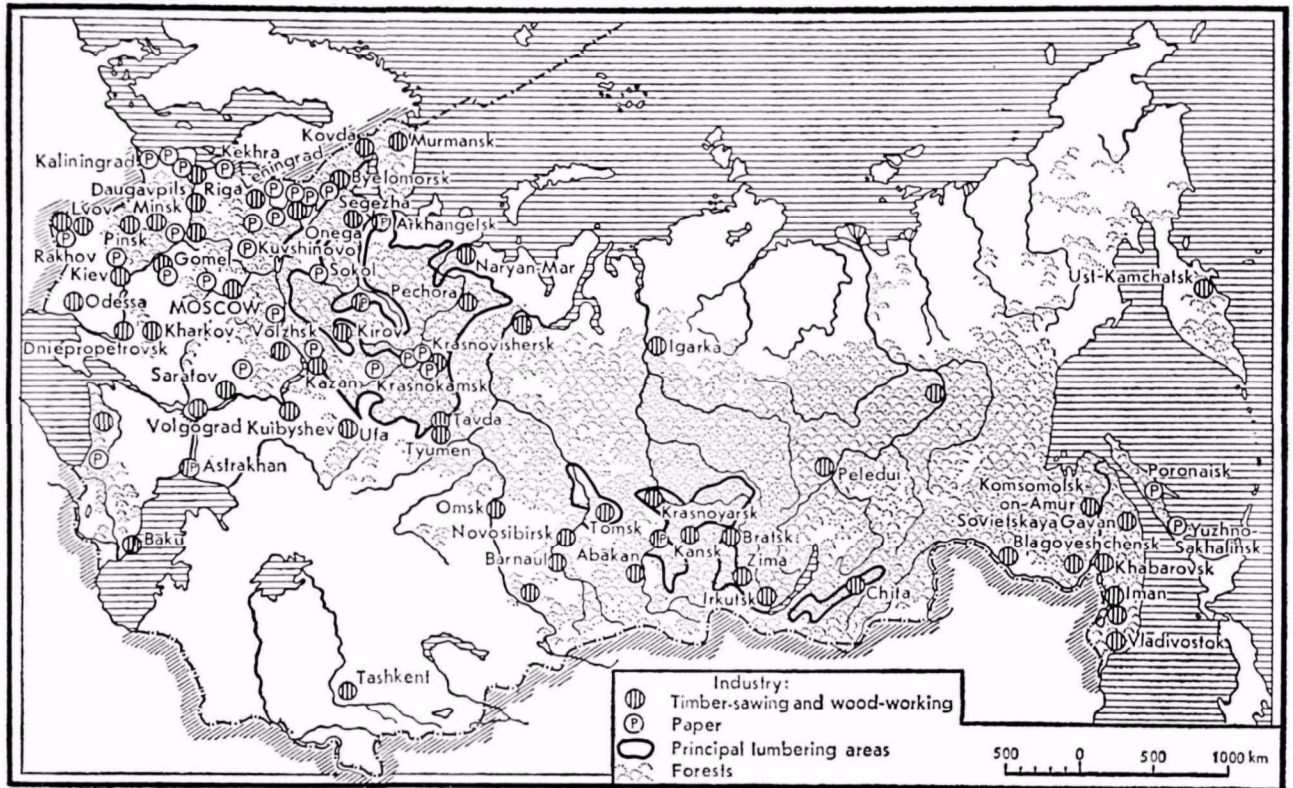 Kovda
Murmansk
Kaliningrad
P
P
P
Kekhra
P
Leningrad
Daugavpils
Riga
Byelomorsk
P
P
P
P
Lvov
Minsk
Segezha
P
P
P
P
Arkhangelsk
Pinsk
P
Onega
P
Kuvshinovo
Rakhov
P
Gomel
P
P
Sokol
P
Naryan-Mar
Kiev
Pechora
Ust-Kamchatsk
Odessa
MOSCOW
P
P
Kharkov
Volzhsk
Kirov
Krasnovishersk
Igarka
Dniepropetrovsk
P
P
P
Saratov
P
Kazan
P
Krasnokamsk
P
Volgograd
Kuibyshev
Ufa
Tavda
Tyumen
P
P
Astrakhan
Peledui
Poronaisk
P
Komsomolsk-
on-Amur
Omsk
Tomsk
Krasnoyarsk
Sovietskaya Gavan
P
Yuzhno-
Sakhalinsk
Novosibirsk
P
Kansk
Bratsk
Blagoveshchensk
Baku
Barnaul
Abakan
Zima
Khabarovsk
Irkutsk
Chita
Iman
Vladivostok
Tashkent
Industry:
Timber-sawing and wood-working
P Paper
Principal lumbering areas
Forests
500 0 500 1000 km